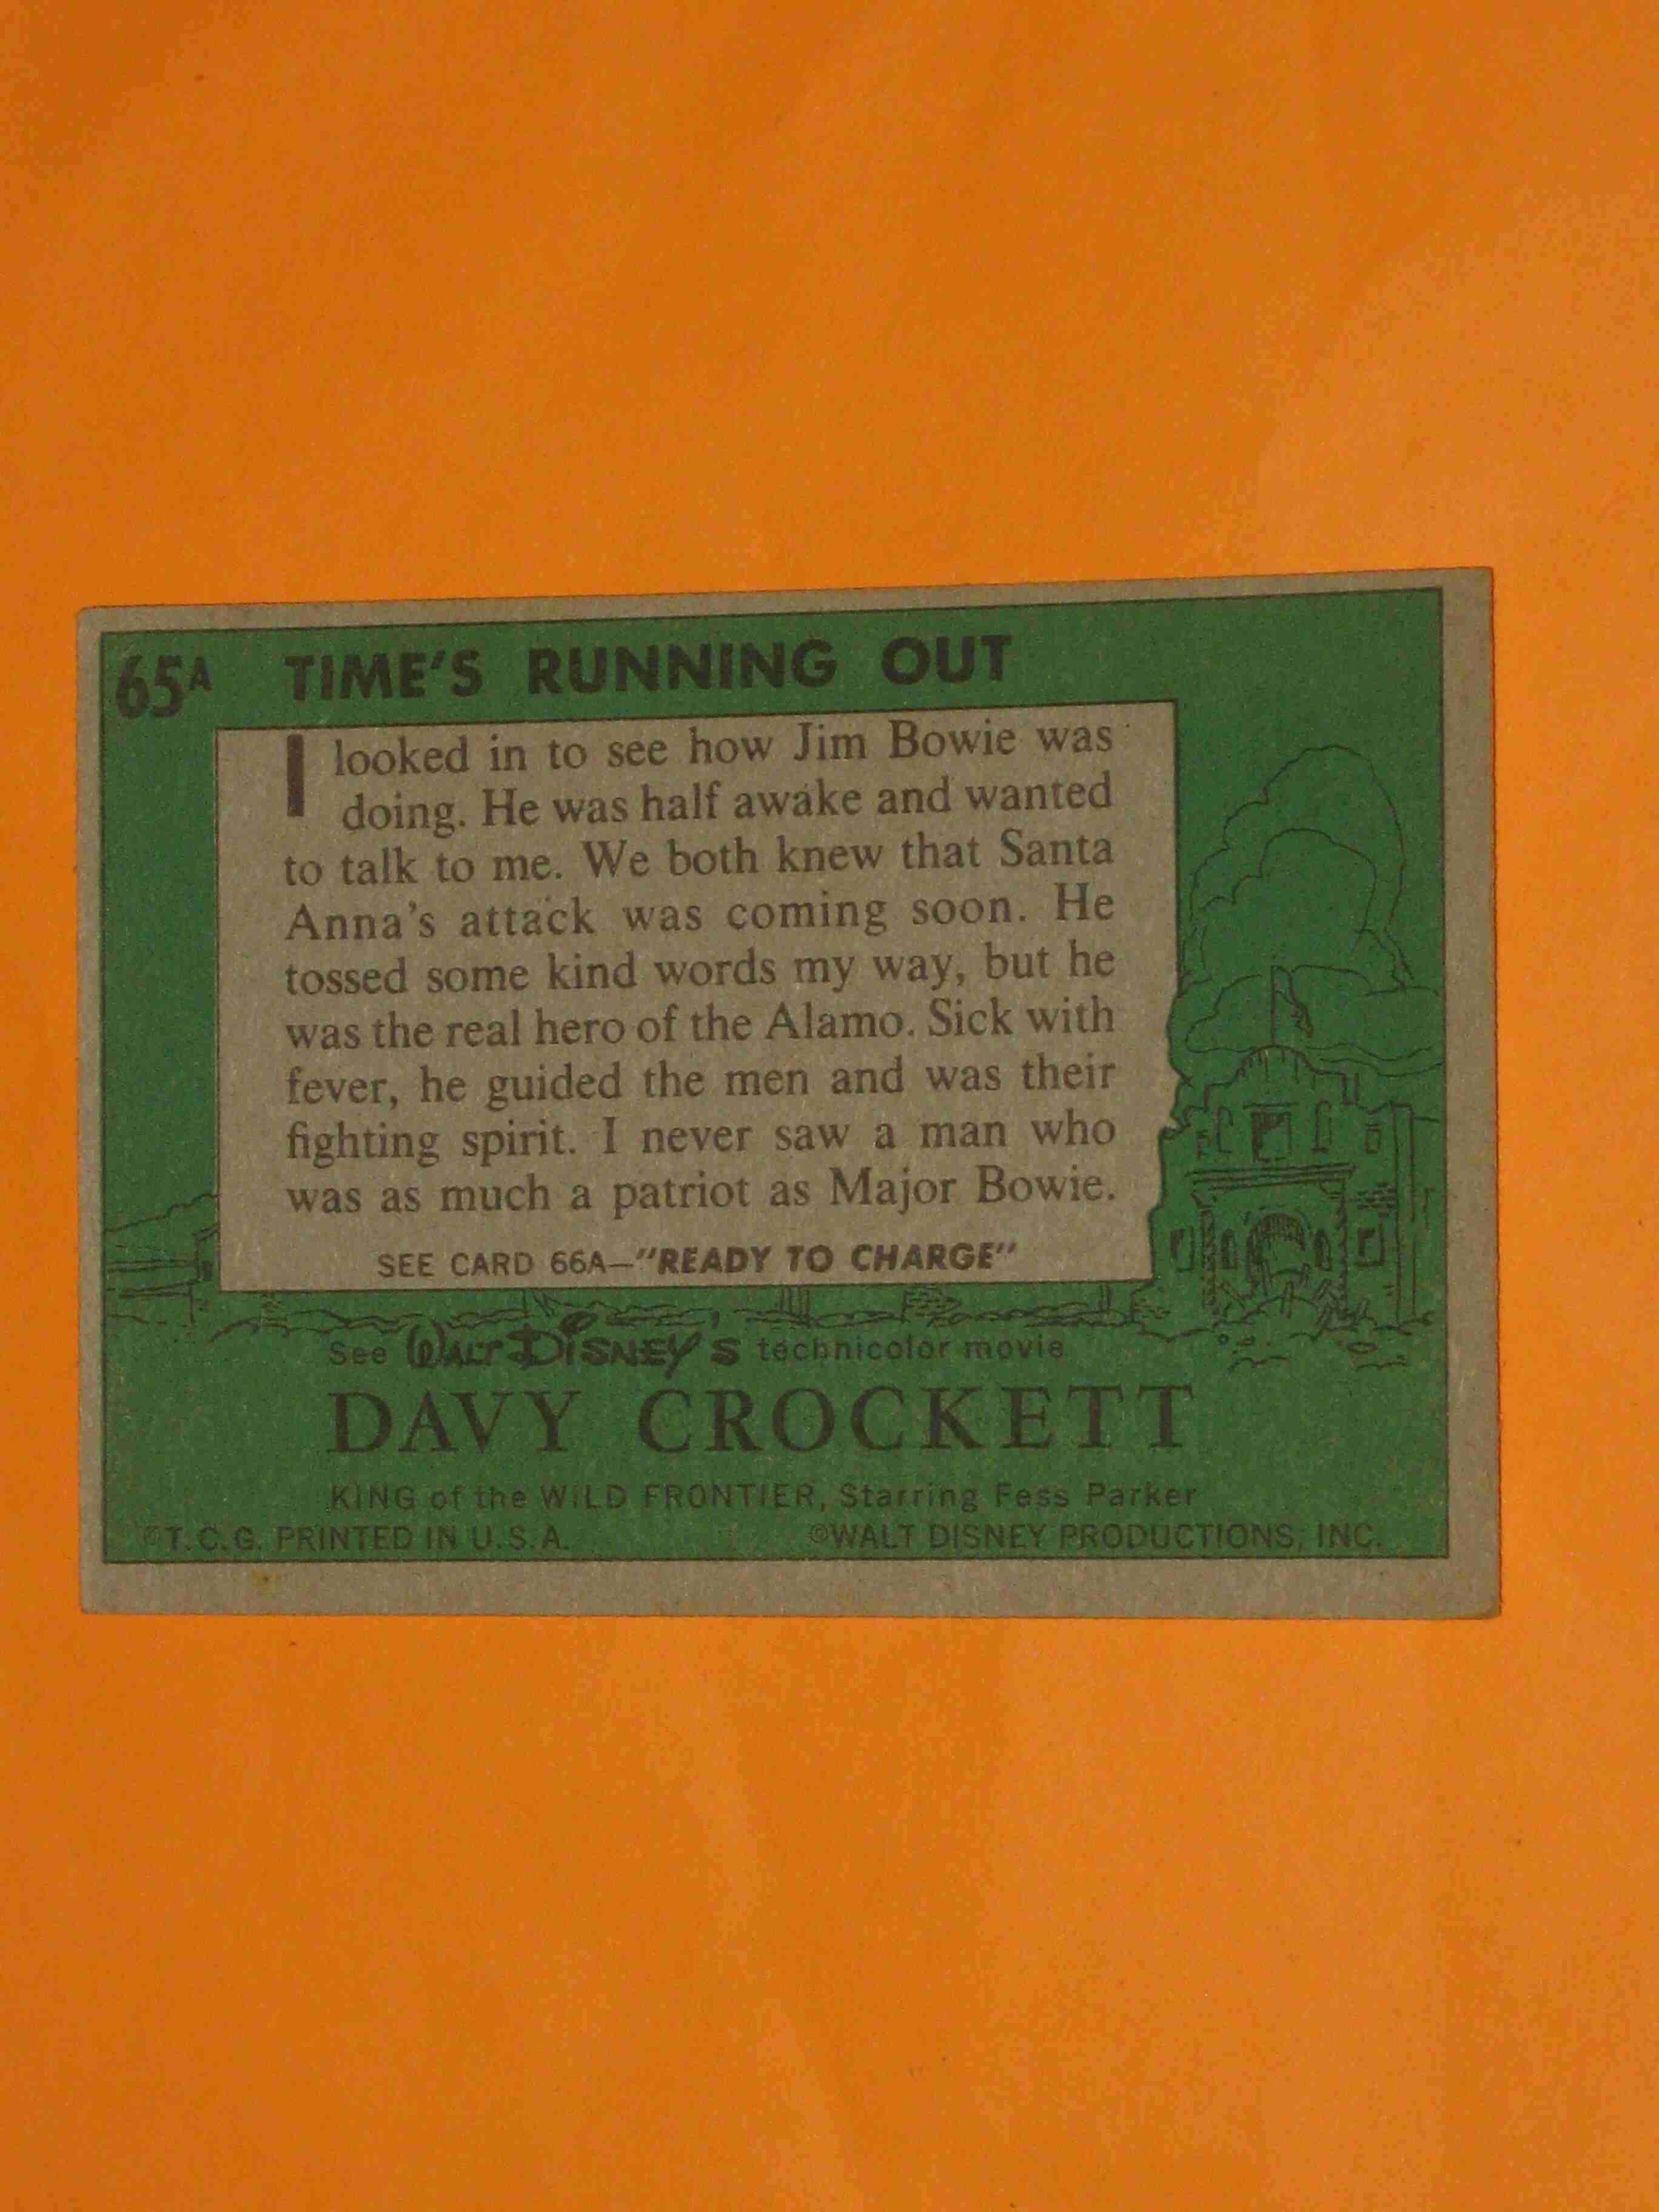 65A TIME'S RUNNING OUT
I looked in to see how Jim Bowie was
doing. He was half awake and wanted
to talk to me. We both knew that Santa
Anna's attack was coming soon. He
tossed some kind words my way, but he
was the real hero of the Alamo. Sick with
fever, he guided the men and was their
fighting spirit. I never saw a man who
was as much a patriot as Major Bowie.
SEE CARD 66A—"READY TO CHARGE"
See WALT DISNEY'S technicolor movie
DAVY CROCKETT
KING of the WILD FRONTIER, Starring Fess Parker
©T.C.G. PRINTED IN U.S.A. ©WALT DISNEY PRODUCTIONS, INC.